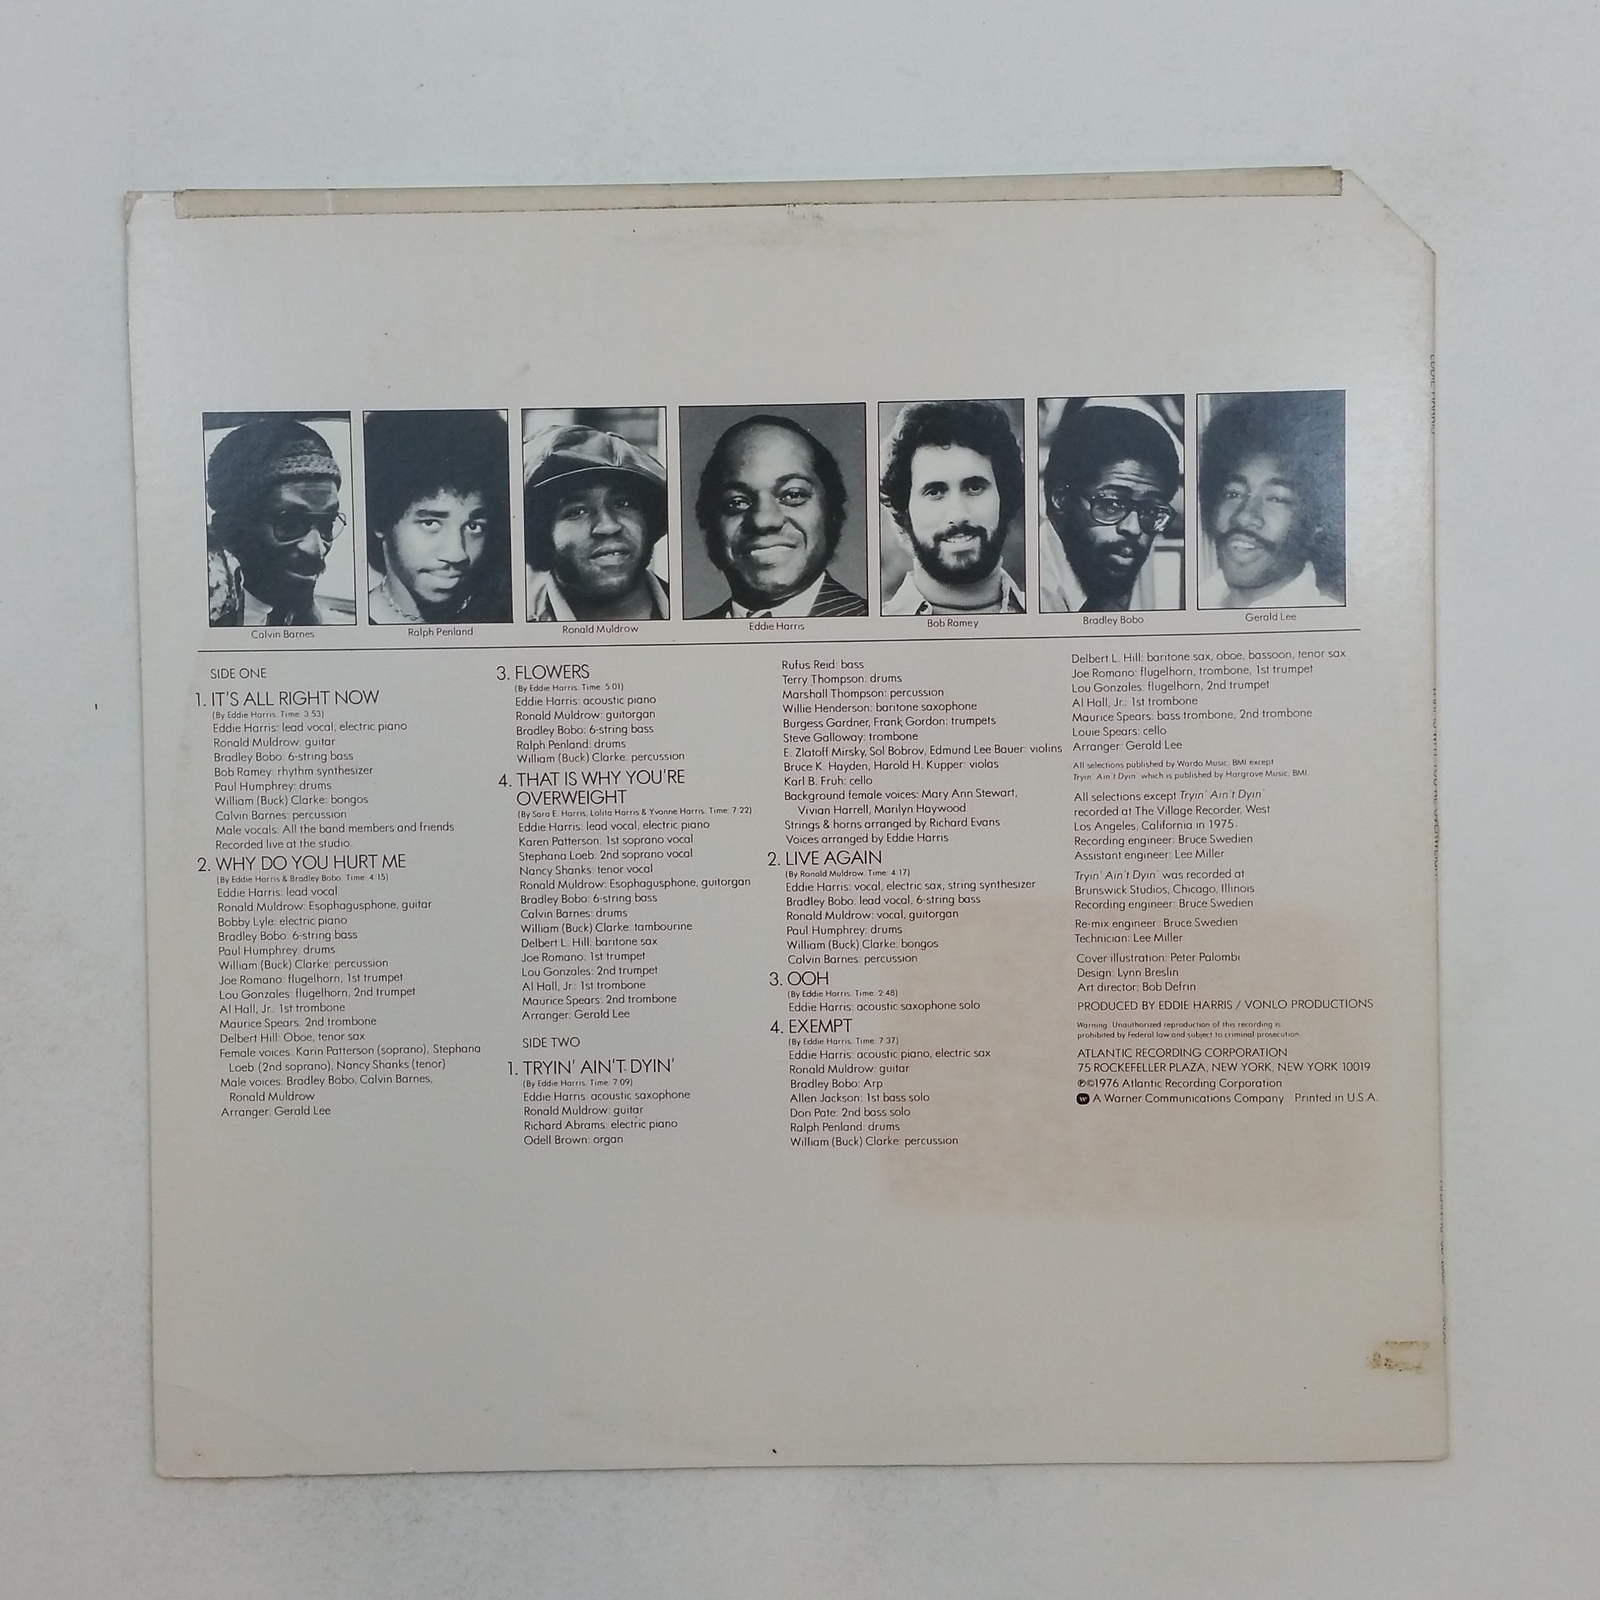 Calvin Barnes
Ralph Penland
Ronald Muldrow
Eddie Harris
Bob Ramey
Bradley Bobo
Gerald Lee
SIDE ONE
1. IT'S ALL RIGHT NOW
(By Eddie Harris. Time: 3:53)
Eddie Harris: lead vocal, electric piano
Ronald Muldrow: guitar
Bradley Bobo: 6-string bass
Bob Ramey: rhythm synthesizer
Paul Humphrey: drums
William (Buck) Clarke: bongos
Calvin Barnes: percussion
Male vocals: All the band members and friends
Recorded live at the studio.
2. WHY DO YOU HURT ME
(By Eddie Harris & Bradley Bobo. Time: 4:15)
Eddie Harris: lead vocal
Ronald Muldrow: Esophagusphone, guitar
Bobby Lyle: electric piano
Bradley Bobo: 6-string bass
Paul Humphrey: drums
William (Buck) Clarke: percussion
Joe Romano: flugelhorn, 1st trumpet
Lou Gonzales: flugelhorn, 2nd trumpet
Al Hall, Jr.: 1st trombone
Maurice Spears: 2nd trombone
Delbert Hill: Oboe, tenor sax
Female voices: Karin Patterson (soprano), Stephana
Loeb (2nd soprano), Nancy Shanks (tenor)
Male voices: Bradley Bobo, Calvin Barnes,
Ronald Muldrow
Arranger: Gerald Lee
3. FLOWERS
(By Eddie Harris. Time: 5:01)
Eddie Harris: acoustic piano
Ronald Muldrow: guitorgan
Bradley Bobo: 6-string bass
Ralph Penland: drums
William (Buck) Clarke: percussion
4. THAT IS WHY YOU'RE
OVERWEIGHT
(By Sara E. Harris, Lolita Harris & Yvonne Harris. Time: 7:22)
Eddie Harris: lead vocal, electric piano
Karen Patterson: 1st soprano vocal
Stephana Loeb: 2nd soprano vocal
Nancy Shanks: tenor vocal
Ronald Muldrow: Esophagusphone, guitorgan
Bradley Bobo: 6-string bass
Calvin Barnes: drums
William (Buck) Clarke: tambourine
Delbert L. Hill: baritone sax
Joe Romano: 1st trumpet
Lou Gonzales: 2nd trumpet
Al Hall, Jr.: 1st trombone
Maurice Spears: 2nd trombone
Arranger: Gerald Lee
SIDE TWO
1. TRYIN' AIN'T DYIN'
(By Eddie Harris. Time: 7:09)
Eddie Harris: acoustic saxophone
Ronald Muldrow: guitar
Richard Abrams: electric piano
Odell Brown: organ
Rufus Reid: bass
Terry Thompson: drums
Marshall Thompson: percussion
Willie Henderson: baritone saxophone
Burgess Gardner, Frank Gordon: trumpets
Steve Galloway: trombone
E. Zlatoff Mirsky, Sol Bobrov, Edmund Lee Bauer: violins
Bruce K. Hayden, Harold H. Kupper: violas
Karl B. Fruh: cello
Background female voices: Mary Ann Stewart,
Vivian Harrell, Marilyn Haywood
Strings & horns arranged by Richard Evans
Voices arranged by Eddie Harris
2. LIVE AGAIN
(By Ronald Muldrow. Time: 4:17)
Eddie Harris: vocal, electric sax, string synthesizer
Bradley Bobo: lead vocal, 6-string bass
Ronald Muldrow: vocal, guitorgan
Paul Humphrey: drums
William (Buck) Clarke: bongos
Calvin Barnes: percussion
3. OOH
(By Eddie Harris. Time: 2:48)
Eddie Harris: acoustic saxophone solo
4. EXEMPT
(By Eddie Harris. Time: 7:37)
Eddie Harris: acoustic piano, electric sax
Ronald Muldrow: guitar
Bradley Bobo: Arp
Allen Jackson: 1st bass solo
Don Pate: 2nd bass solo
Ralph Penland: drums
William (Buck) Clarke: percussion
Delbert L. Hill: baritone sax, oboe, bassoon, tenor sax
Joe Romano: flugelhorn, trombone, 1st trumpet
Lou Gonzales: flugelhorn, 2nd trumpet
Al Hall, Jr.: 1st trombone
Maurice Spears: bass trombone, 2nd trombone
Louie Spears: cello
Arranger: Gerald Lee
All selections published by Wardo Music, BMI except
Tryin' Ain't Dyin' which is published by Hargrove Music, BMI.
All selections except Tryin' Ain't Dyin'
recorded at The Village Recorder, West
Los Angeles, California in 1975.
Recording engineer: Bruce Swedien
Assistant engineer: Lee Miller
Tryin' Ain't Dyin' was recorded at
Brunswick Studios, Chicago, Illinois
Recording engineer: Bruce Swedien
Re-mix engineer: Bruce Swedien
Technician: Lee Miller
Cover illustration: Peter Palombi
Design: Lynn Breslin
Art director: Bob Defrin
PRODUCED BY EDDIE HARRIS / VONLO PRODUCTIONS
Warning: Unauthorized reproduction of this recording is
prohibited by Federal law and subject to criminal prosecution.
ATLANTIC RECORDING CORPORATION
75 ROCKEFELLER PLAZA, NEW YORK, NEW YORK 10019
℗©1976 Atlantic Recording Corporation
A Warner Communications Company Printed in U.S.A.